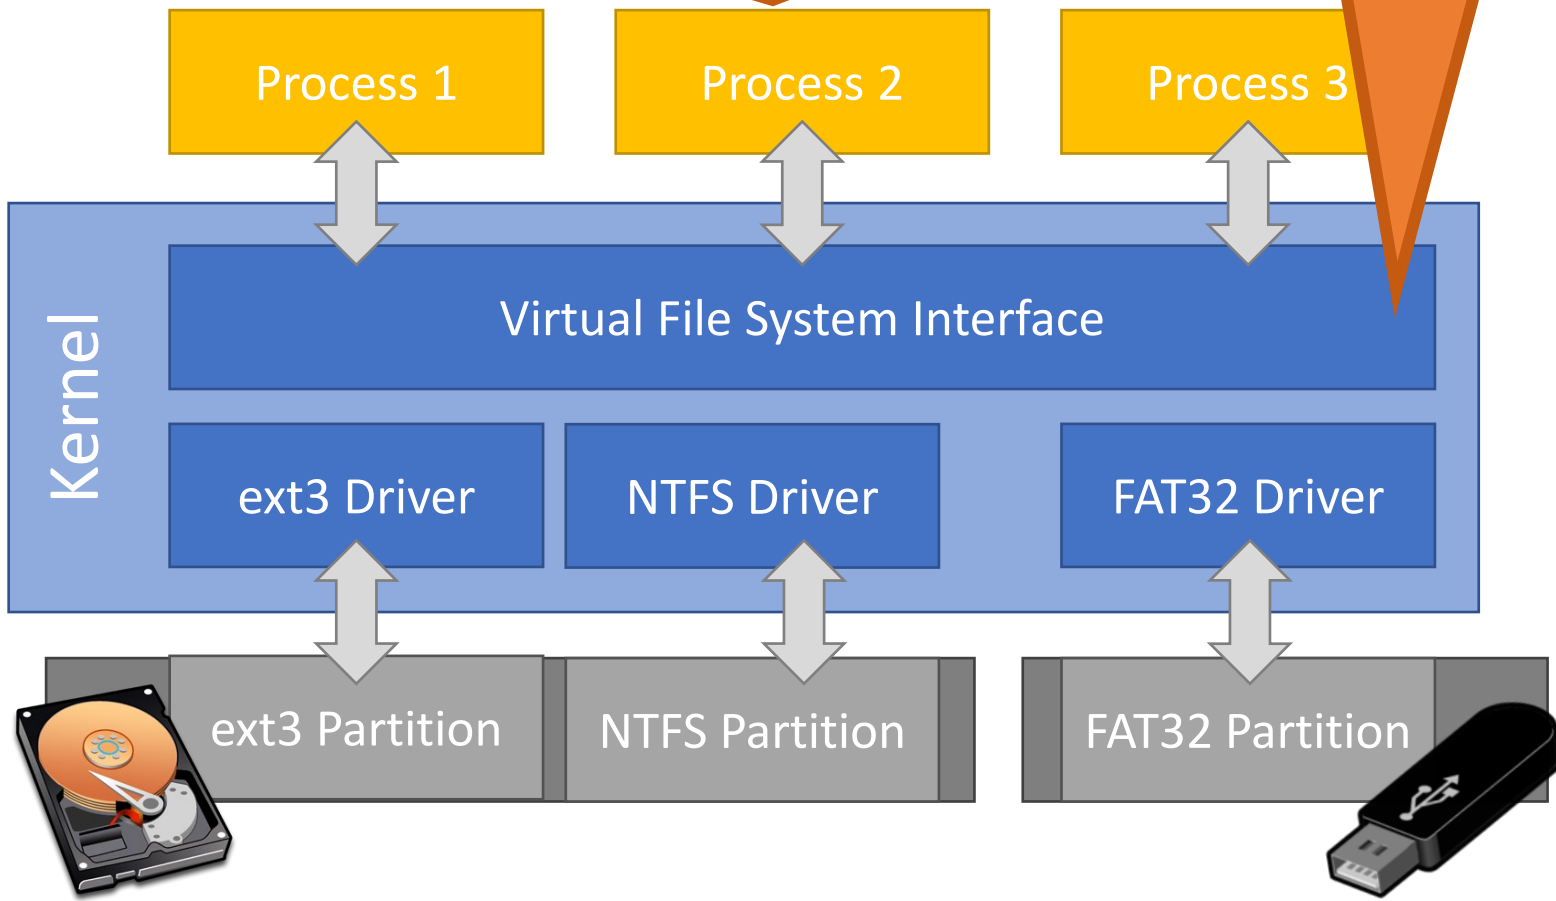 Process 1
Process 2
Process 3
Kernel
Virtual File System Interface
ext3 Driver
NTFS Driver
FAT32 Driver
ext3 Partition
NTFS Partition
FAT32 Partition